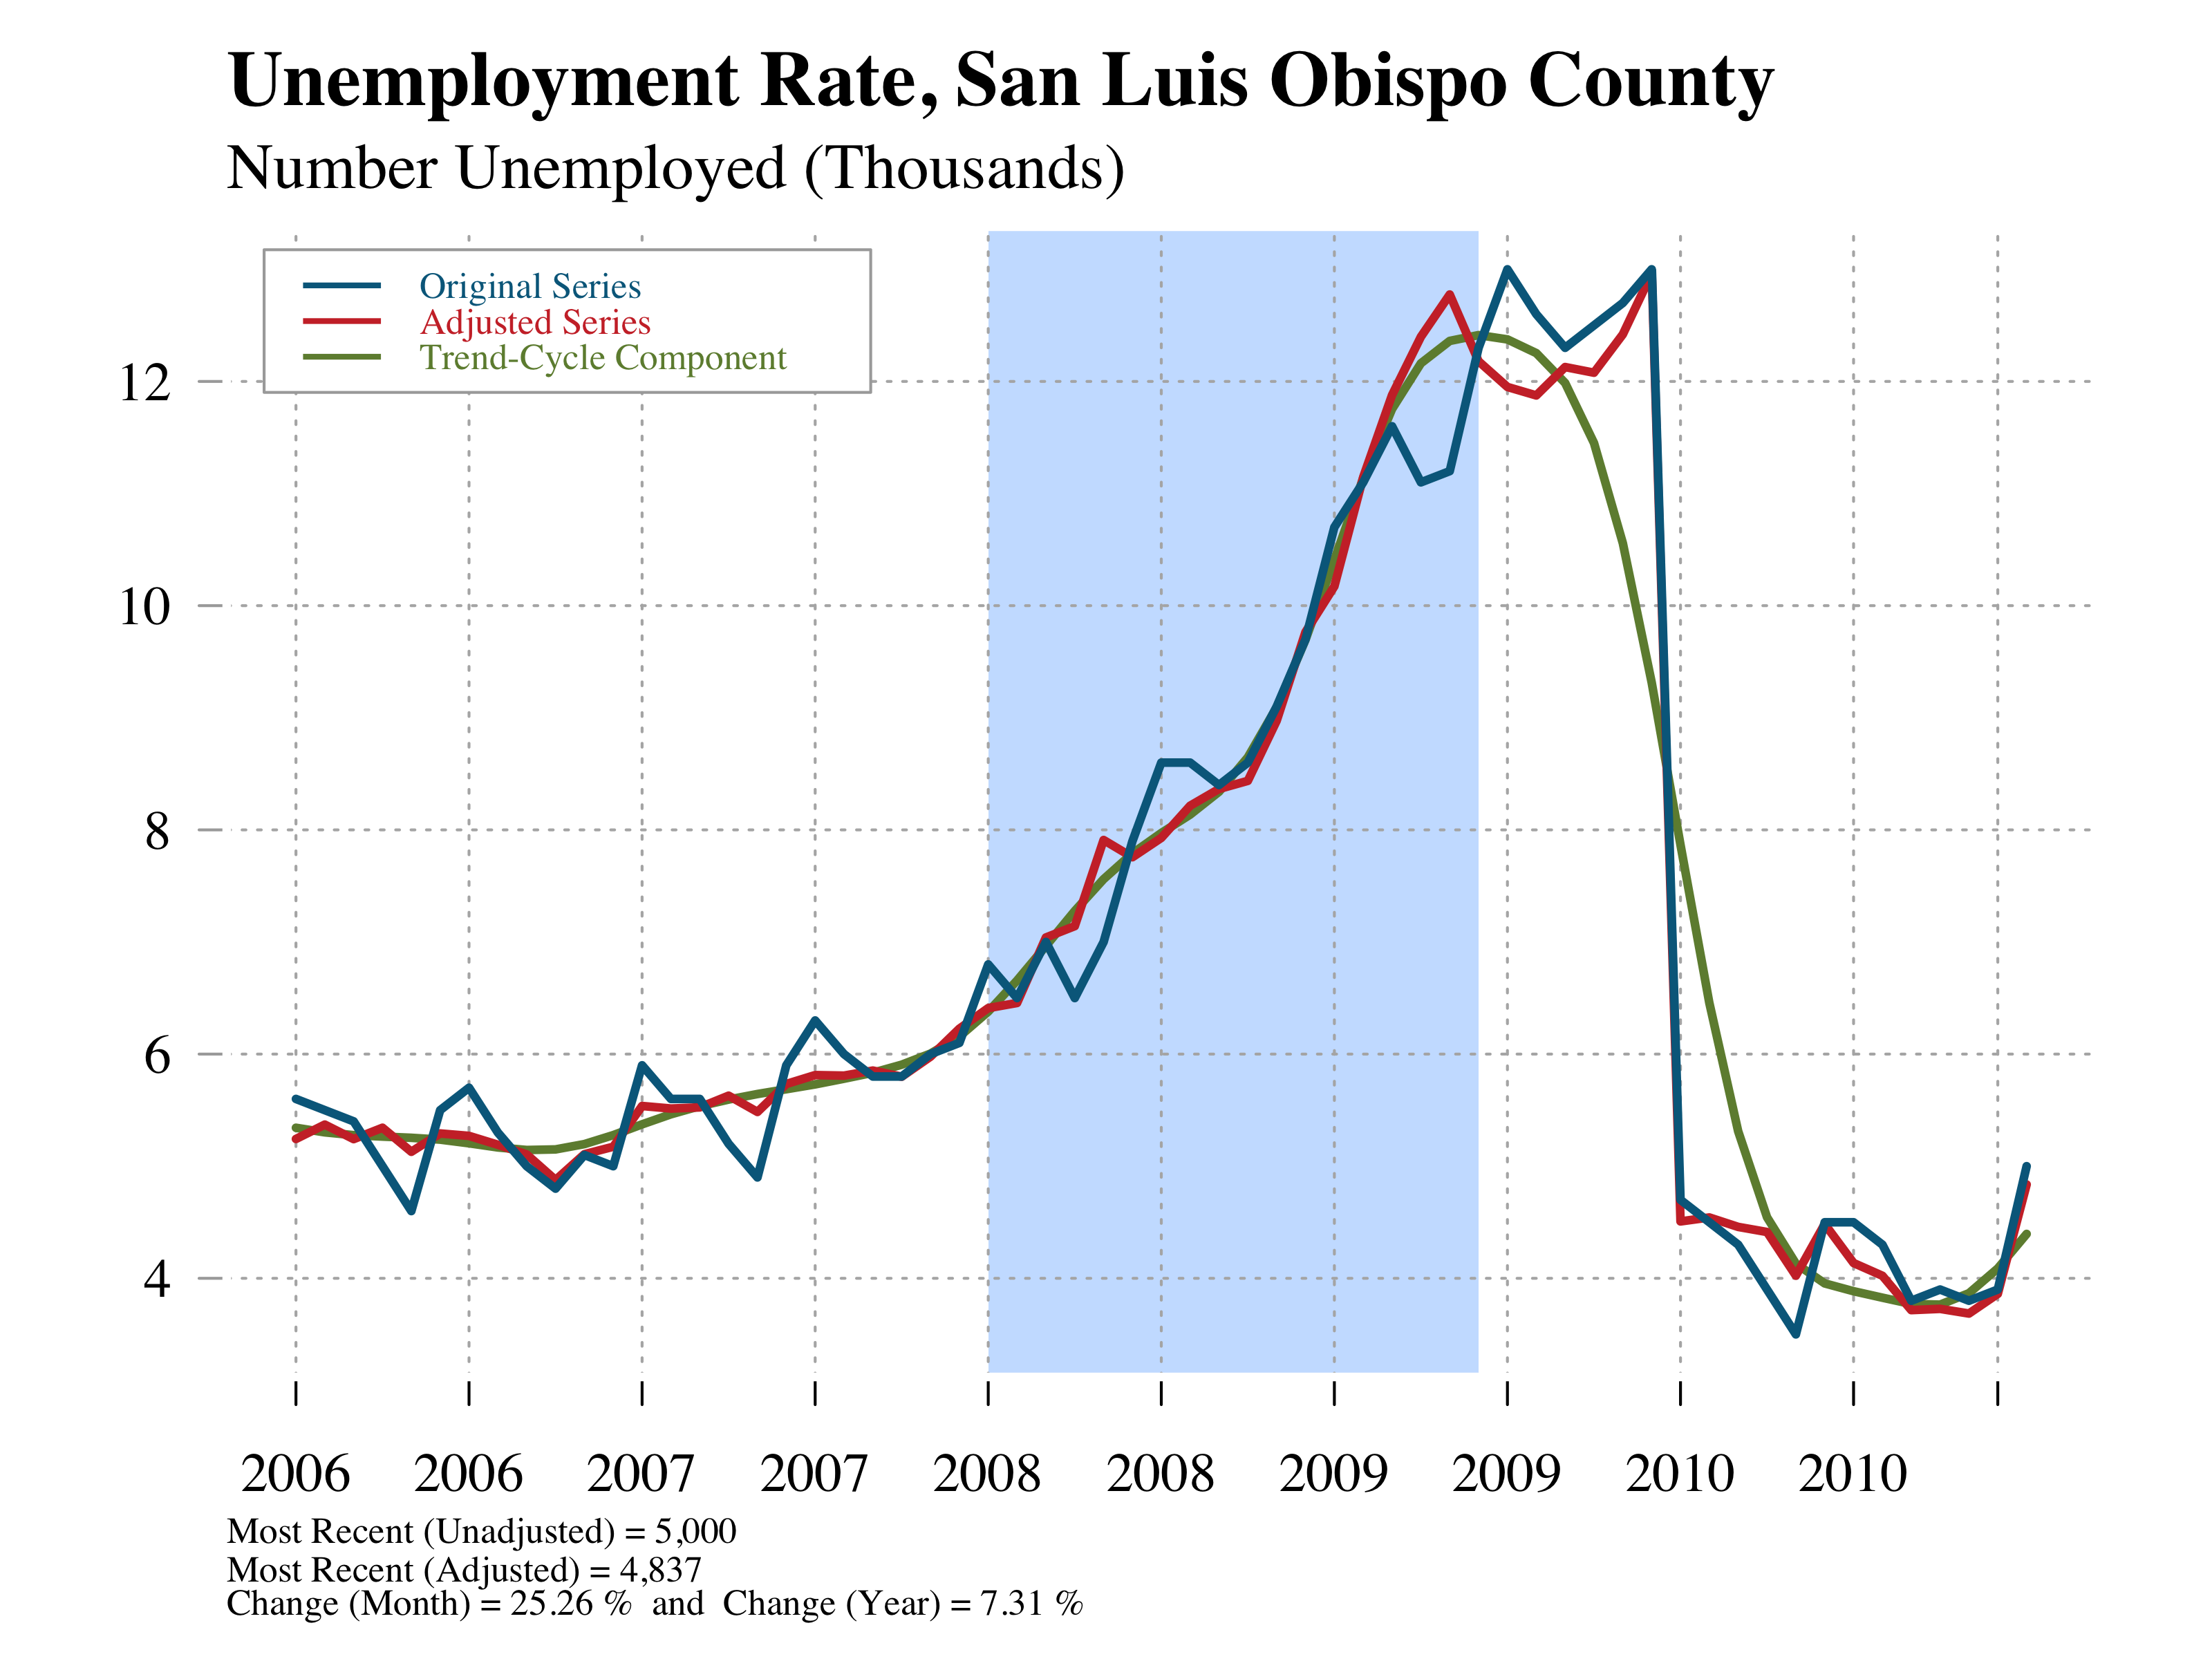 Unemployment Rate, San Luis Obispo County
Number Unemployed (Thousands)
Original Series
Adjusted Series
Trend-Cycle Component
12
10
8
6
4
2006 2006 2007 2007 2008 2008 2009 2009 2010 2010
Most Recent (Unadjusted) = 5,000
Most Recent (Adjusted) = 4,837
Change (Month) = 25.26 % and Change (Year) = 7.31 %